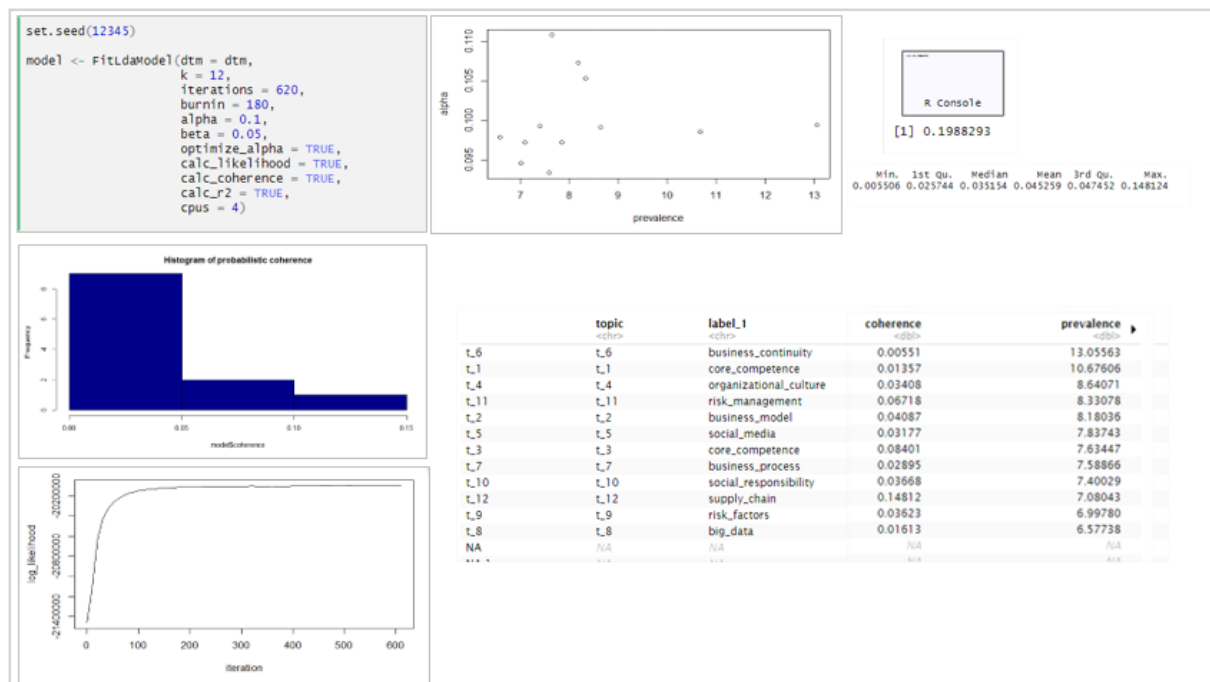 set.seed(12345)
model <- FitLdaModel(dtm = dtm,
k = 12,
iterations = 620,
burnin = 180,
alpha = 0.1,
beta = 0.05,
optimize_alpha = TRUE,
calc_likelihood = TRUE,
calc_coherence = TRUE,
calc_r2 = TRUE,
cpus = 4)
alpha
0.110
0.105
0.100
0.095
7 8 9 10 11 12 13
prevalence
R Console
[1] 0.1988293
Min. 1st Qu. Median Mean 3rd Qu. Max.
0.005506 0.025744 0.035154 0.045259 0.047452 0.148124
Histogram of probabilistic coherence
Frequency
8
6
4
2
0
0.00 0.05 0.10 0.15
model$coherence
log_likelihood
-20200000
-20800000
-21400000
0 100 200 300 400 500 600
iteration
topic label_1 coherence prevalence
<chr> <chr> <dbl> <dbl>
t_6 t_6 business_continuity 0.00551 13.05563
t_1 t_1 core_competence 0.01357 10.67606
t_4 t_4 organizational_culture 0.03408 8.64071
t_11 t_11 risk_management 0.06718 8.33078
t_2 t_2 business_model 0.04087 8.18036
t_5 t_5 social_media 0.03177 7.83743
t_3 t_3 core_competence 0.08401 7.63447
t_7 t_7 business_process 0.02895 7.58866
t_10 t_10 social_responsibility 0.03668 7.40029
t_12 t_12 supply_chain 0.14812 7.08043
t_9 t_9 risk_factors 0.03623 6.99780
t_8 t_8 big_data 0.01613 6.57738
NA NA NA NA NA